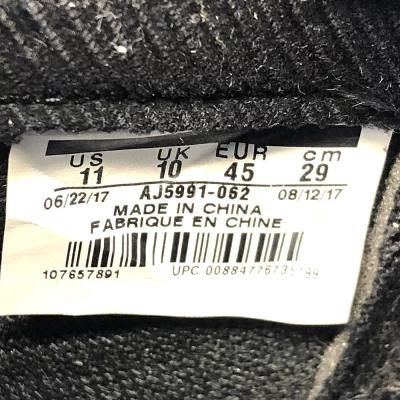 US UK EUR cm
11 10 45 29
06/22/17 AJ5991-062 08/12/17
MADE IN CHINA
FABRIQUE EN CHINE
107657891 UPC